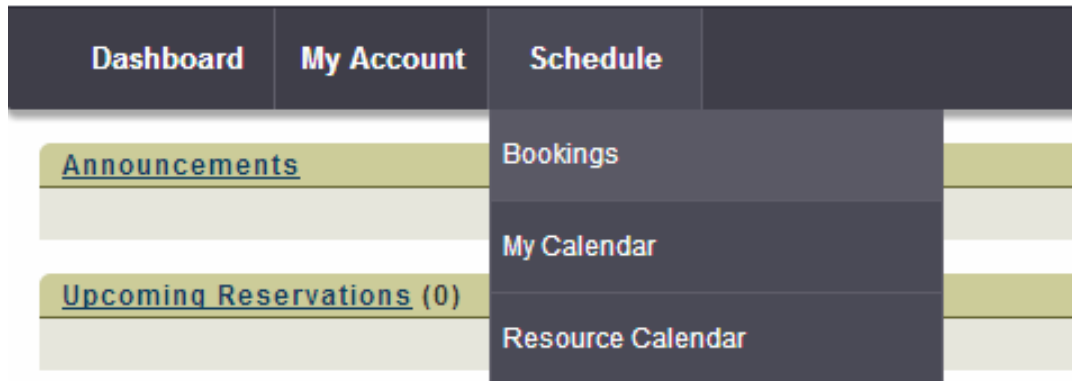 Dashboard My Account Schedule
Announcements
Bookings
My Calendar
Upcoming Reservations (0)
Resource Calendar